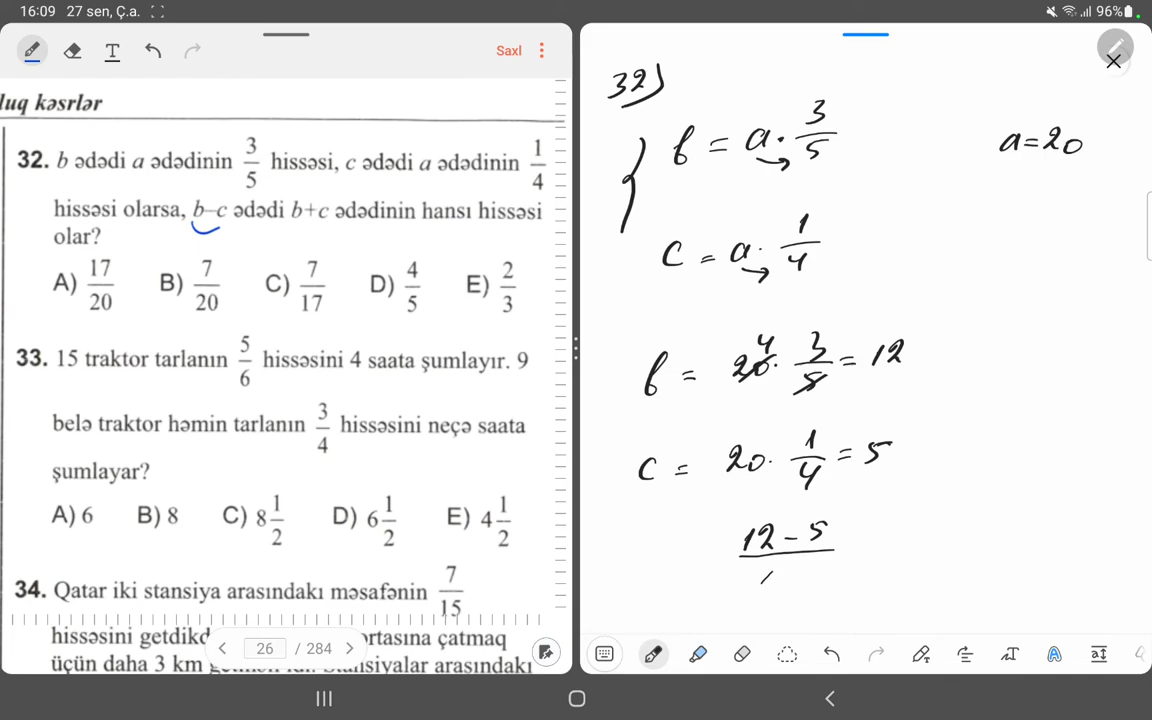 16:09 27 sen, Ç.a. 96%
T Saxl
luq kəsrlər
32. b ədədi a ədədinin 3/5 hissəsi, c ədədi a ədədinin 1/4
hissəsi olarsa, b–c ədədi b+c ədədinin hansı hissəsi
olar?
A) 17/20 B) 7/20 C) 7/17 D) 4/5 E) 2/3
33. 15 traktor tarlanın 5/6 hissəsini 4 saata şumlayır. 9
belə traktor həmin tarlanın 3/4 hissəsini neçə saata
şumlayar?
A) 6 B) 8 C) 8 1/2 D) 6 1/2 E) 4 1/2
34. Qatar iki stansiya arasındakı məsafənin 7/15
hissəsini getdikd ortasına çatmaq
üçün daha 3 km arasındakı
26 / 284
32)
b = a · 3/5 a=20
c = a · 1/4
b = 20 · 3/5 = 12
4
c = 20 · 1/4 = 5
12 – 5